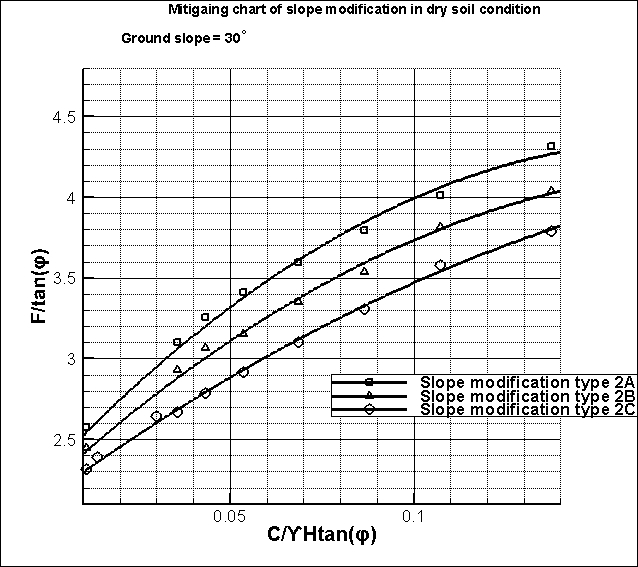 Mitigaing chart of slope modification in dry soil condition
Ground slope = 30°
4.5
4
3.5
3
2.5
F/tan(φ)
Slope modification type 2A
Slope modification type 2B
Slope modification type 2C
0.05
0.1
C/ϒHtan(φ)